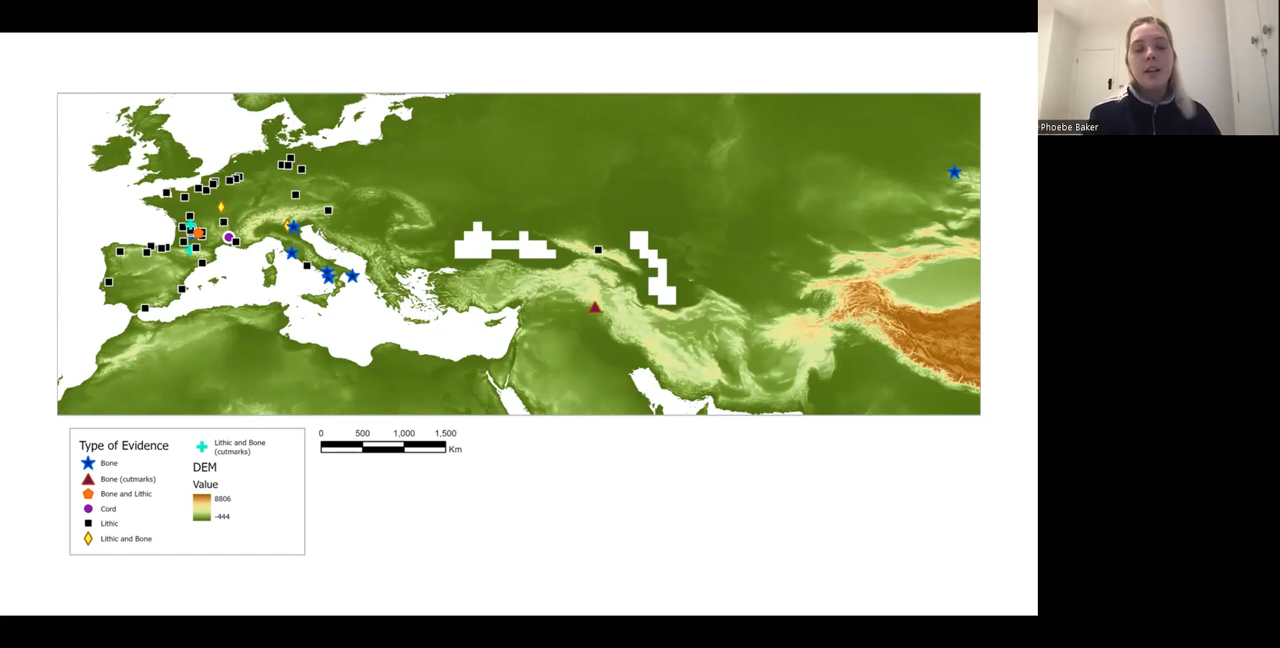 Phoebe Baker
Type of Evidence
Bone
Bone (cutmarks)
Bone and Lithic
Cord
Lithic
Lithic and Bone
Lithic and Bone
(cutmarks)
DEM
Value
8806
-444
0 500 1,000 1,500
Km